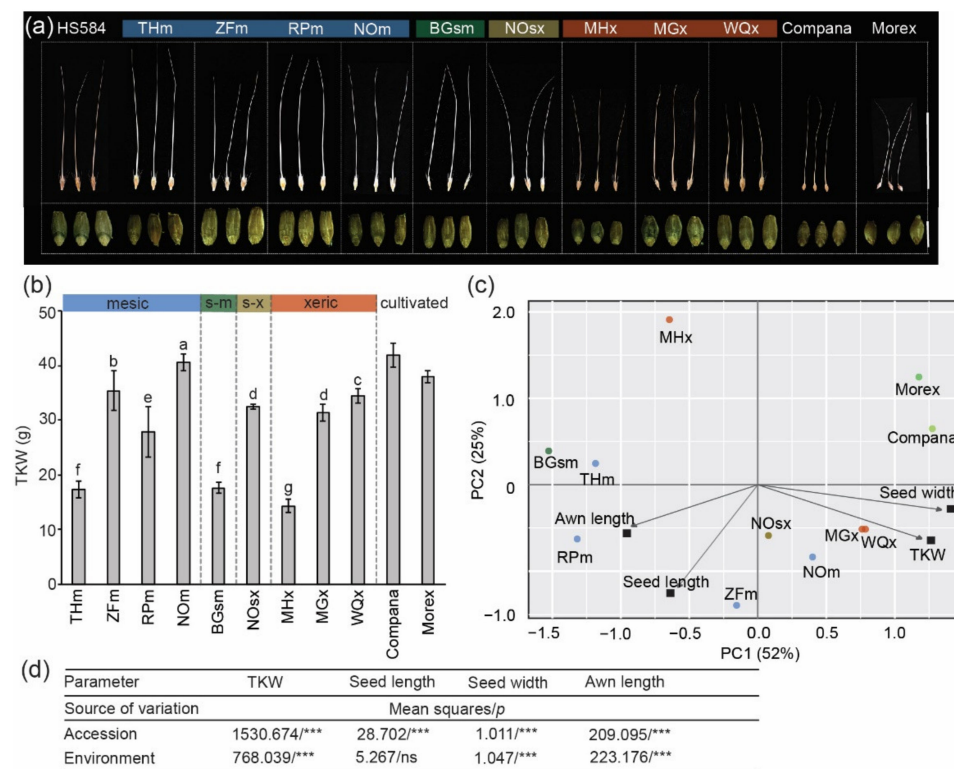 (a) HS584 THm ZFm RPm NOm BGsm NOsx MHx MGx WQx Compana Morex
(b)
mesic s-m s-x xeric cultivated
50
40
30
20
10
0
TKW (g)
f b e a f d g d c
THm ZFm RPm NOm BGsm NOsx MHx MGx WQx Compana Morex
(c)
2.0
1.0
0
−1.0
PC2 (25%)
MHx
Morex
Compana
BGsm
THm
Seed width
Awn length
NOsx
MGx
WQx
TKW
RPm
NOm
Seed length
ZFm
−1.5 −1.0 −0.5 0.0 0.5 1.0
PC1 (52%)
(d)
Parameter TKW Seed length Seed width Awn length
Source of variation Mean squares/p
Accession 1530.674/*** 28.702/*** 1.011/*** 209.095/***
Environment 768.039/*** 5.267/ns 1.047/*** 223.176/***